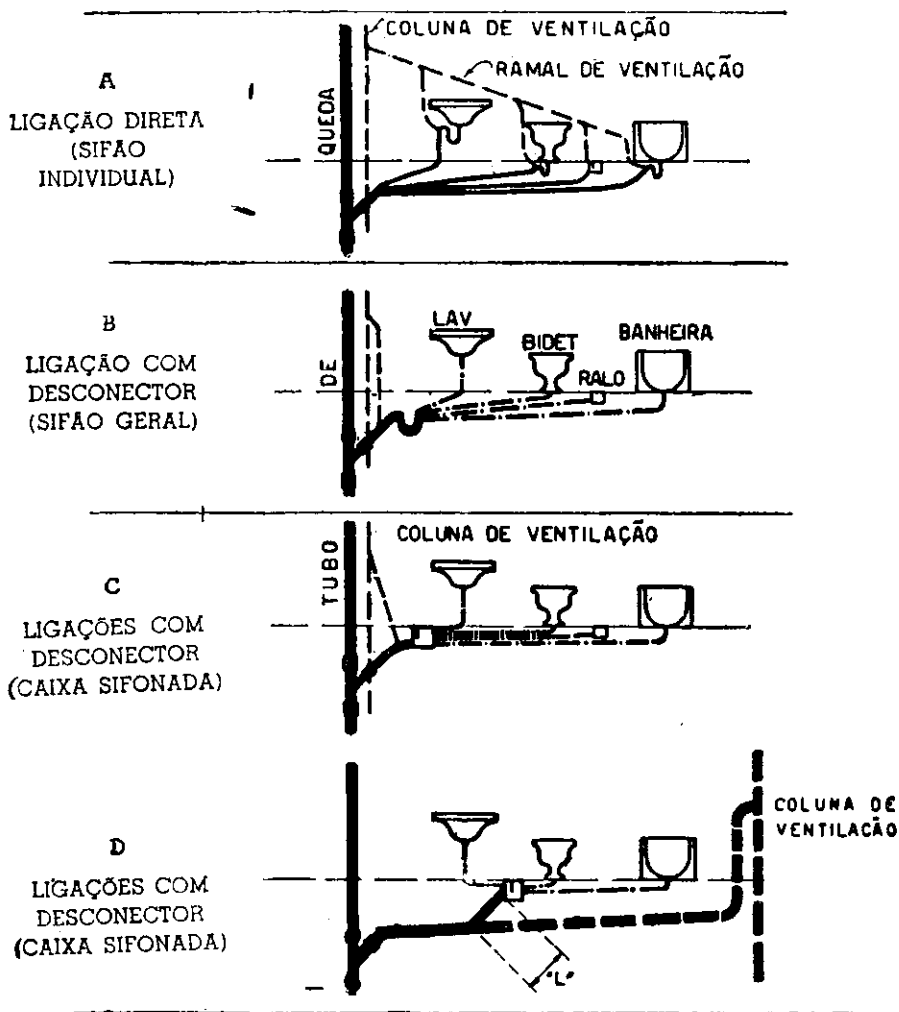 COLUNA DE VENTILAÇÃO
RAMAL DE VENTILAÇÃO
A
LIGAÇÃO DIRETA
(SIFÃO
INDIVIDUAL)
QUEDA
B
LIGAÇÃO COM
DESCONECTOR
(SIFÃO GERAL)
DE
LAV
BIDET
RALO
BANHEIRA
C
LIGAÇÕES COM
DESCONECTOR
(CAIXA SIFONADA)
TUBO
COLUNA DE VENTILAÇÃO
D
LIGAÇÕES COM
DESCONECTOR
(CAIXA SIFONADA)
COLUNA DE
VENTILAÇÃO
"L"